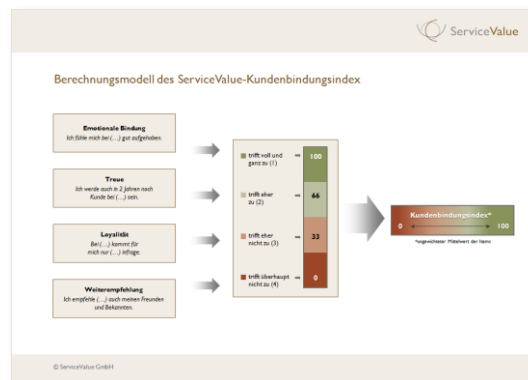 ServiceValue
Berechnungsmodell des ServiceValue-Kundenbindungsindex
Emotionale Bindung
Ich fühle mich bei (…) gut aufgehoben.
Treue
Ich werde auch in 2 Jahren noch
Kunde bei (…) sein.
Loyalität
Bei (…) kommt für
mich nur (…) infrage.
Weiterempfehlung
Ich empfehle (…) auch meinen Freunden
und Bekannten.
trifft voll und
ganz zu (1)
100
trifft eher
zu (2)
66
trifft eher
nicht zu (3)
33
trifft überhaupt
nicht zu (4)
0
Kundenbindungsindex*
0
100
*ungewichteter Mittelwert der Items
© ServiceValue GmbH